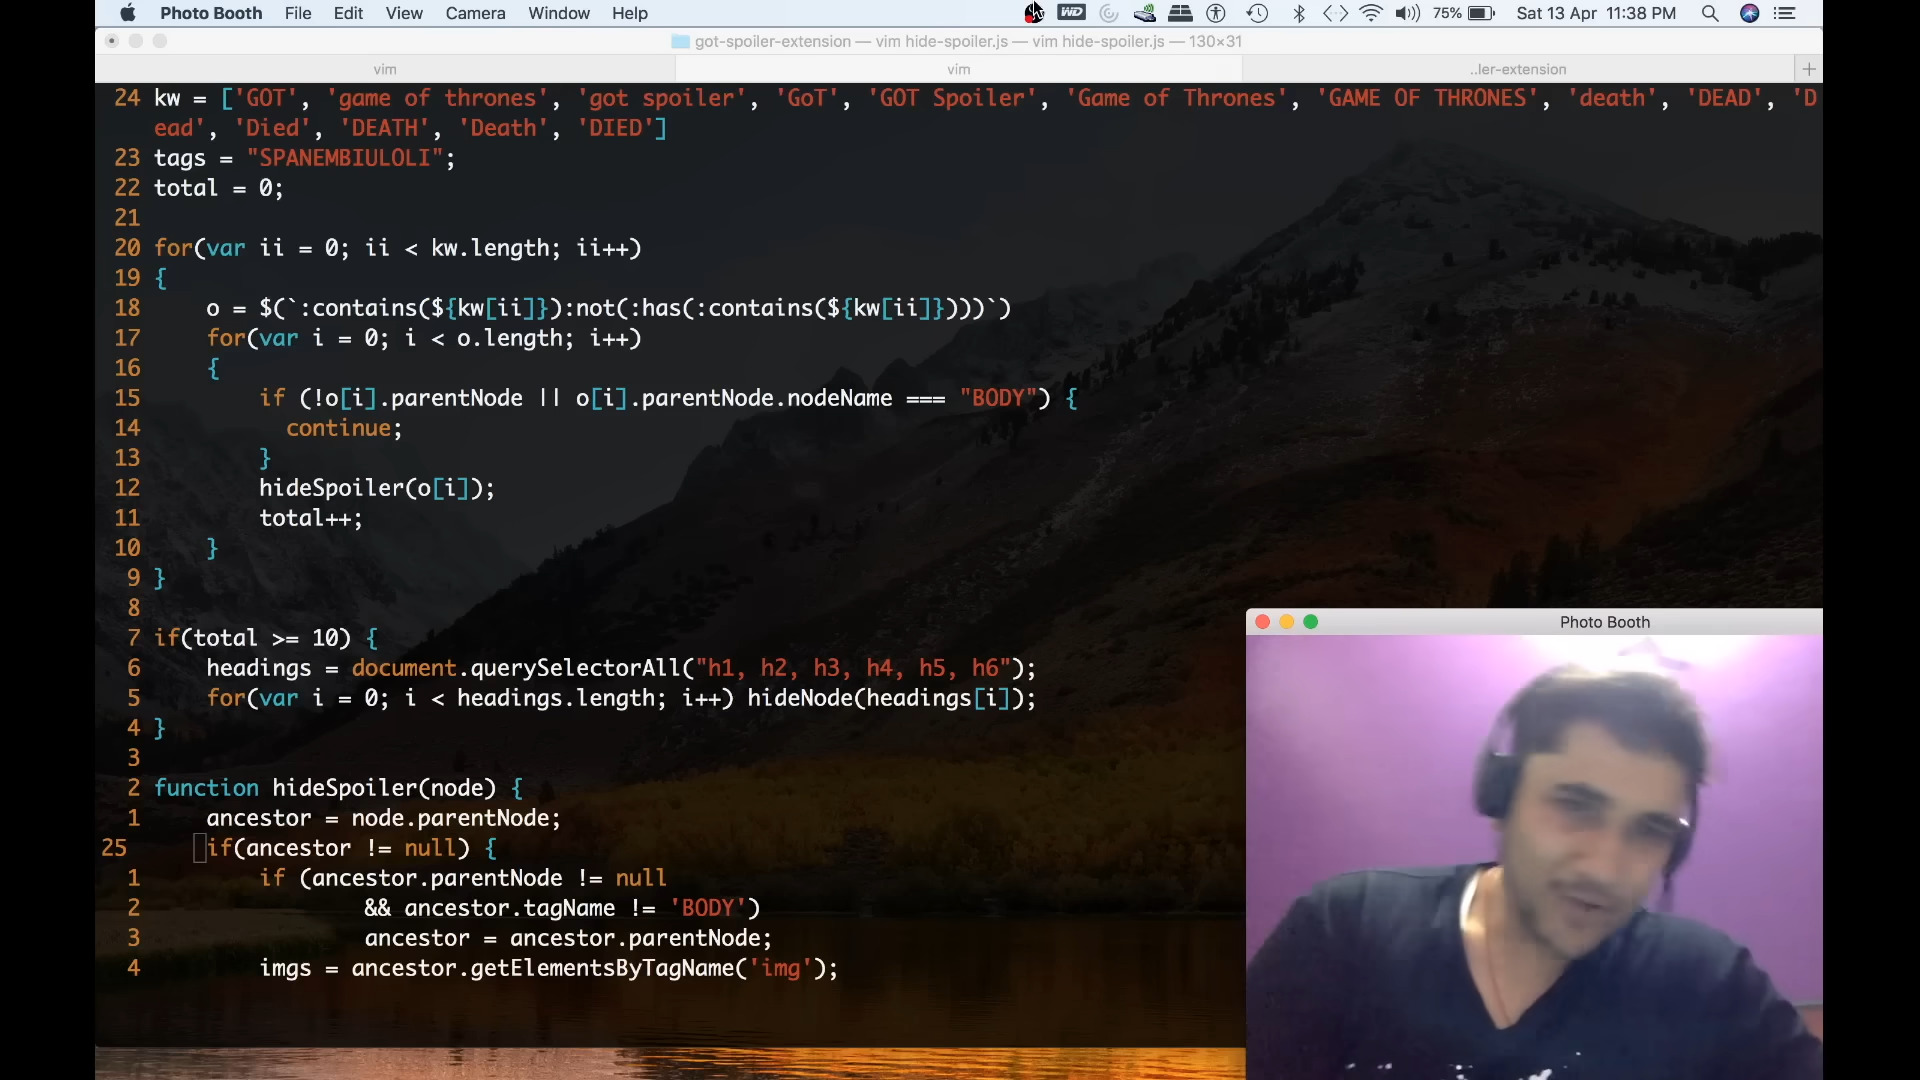 Photo Booth File Edit View Camera Window Help WD 75% Sat 13 Apr 11:38 PM
got-spoiler-extension — vim hide-spoiler.js — vim hide-spoiler.js — 130×31
vim vim ..ler-extension +
24 kw = ['GOT', 'game of thrones', 'got spoiler', 'GoT', 'GOT Spoiler', 'Game of Thrones', 'GAME OF THRONES', 'death', 'DEAD', 'D
ead', 'Died', 'DEATH', 'Death', 'DIED']
23 tags = "SPANEMBIULOLI";
22 total = 0;
21
20 for(var ii = 0; ii < kw.length; ii++)
19 {
18 o = $(`:contains(${kw[ii]}):not(:has(:contains(${kw[ii]})))`)
17 for(var i = 0; i < o.length; i++)
16 {
15 if (!o[i].parentNode || o[i].parentNode.nodeName === "BODY") {
14 continue;
13 }
12 hideSpoiler(o[i]);
11 total++;
10 }
9 }
8
7 if(total >= 10) {
6 headings = document.querySelectorAll("h1, h2, h3, h4, h5, h6");
5 for(var i = 0; i < headings.length; i++) hideNode(headings[i]);
4 }
3
2 function hideSpoiler(node) {
1 ancestor = node.parentNode;
25 if(ancestor != null) {
1 if (ancestor.parentNode != null
2 && ancestor.tagName != 'BODY')
3 ancestor = ancestor.parentNode;
4 imgs = ancestor.getElementsByTagName('img');
Photo Booth